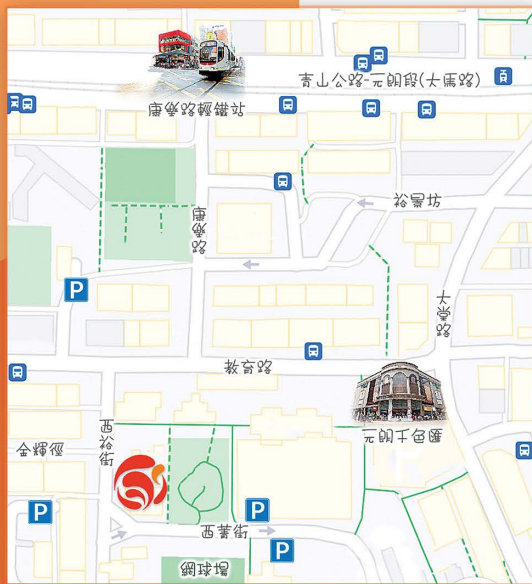 青山公路-元朗段(大馬路)
康樂路輕鐵站
裕景坊
康樂路
大棠路
P
教育路
元朗千色匯
西裕街
金輝徑
P
P
西菁街
P
網球場